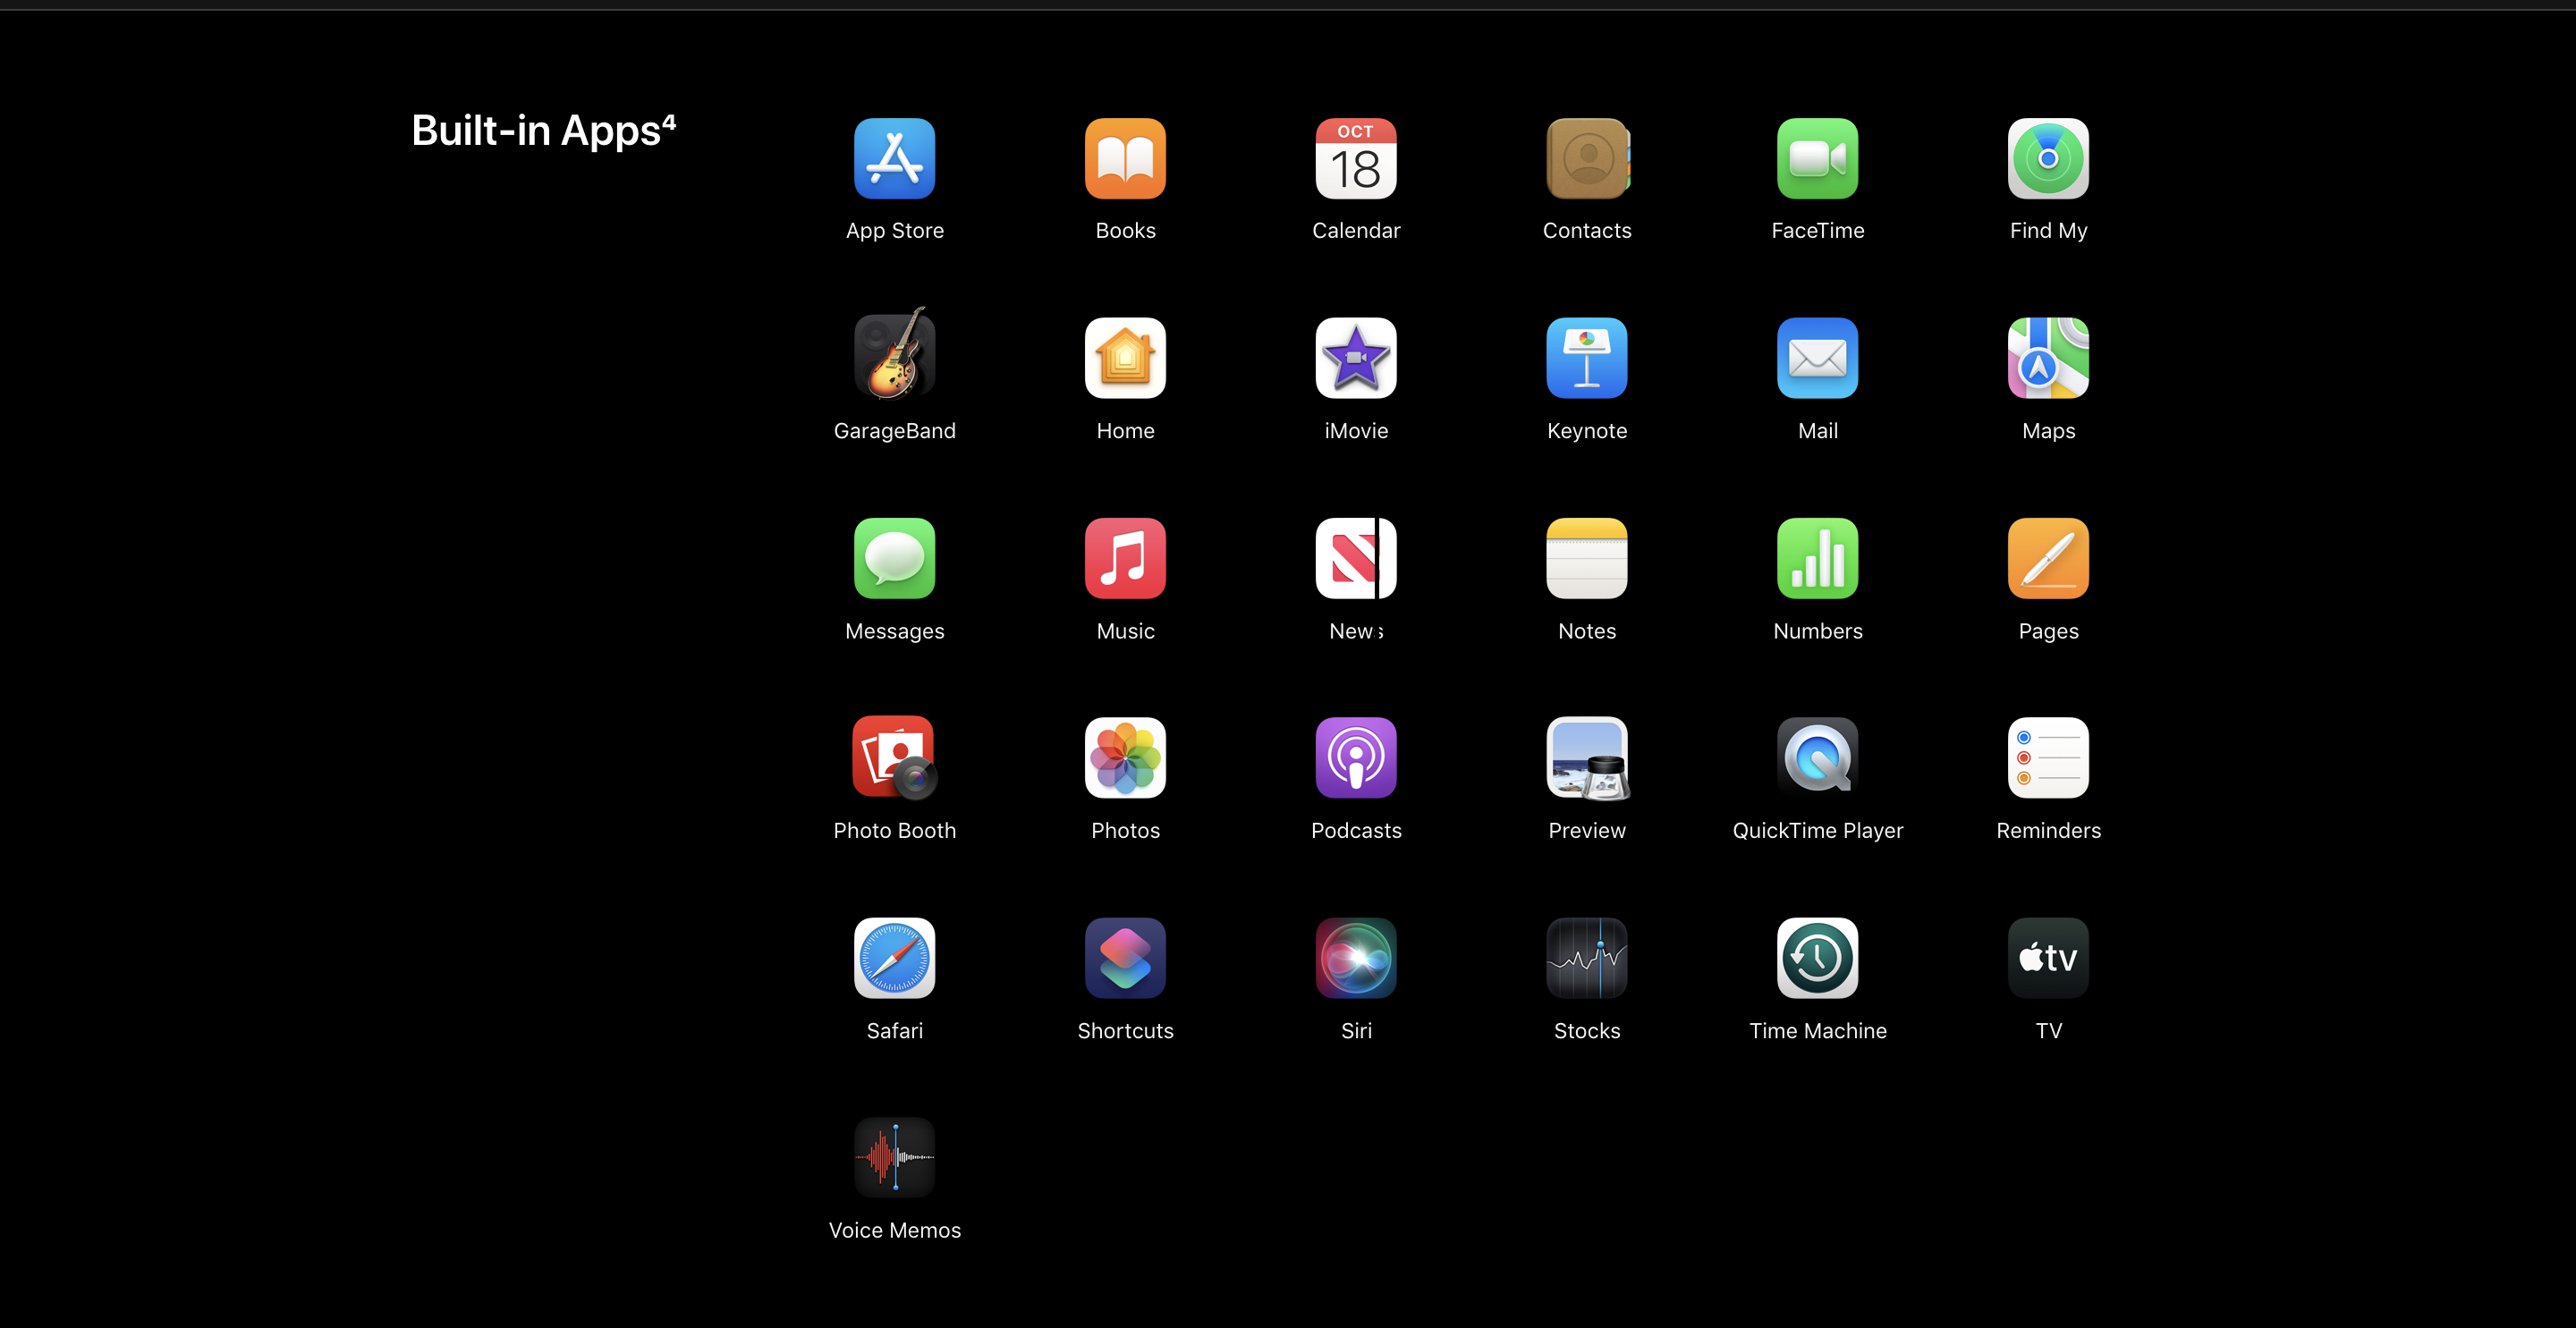 Built-in Apps⁴
OCT
18
App Store Books Calendar Contacts FaceTime Find My
GarageBand Home iMovie Keynote Mail Maps
Messages Music News Notes Numbers Pages
Photo Booth Photos Podcasts Preview QuickTime Player Reminders
tv
Safari Shortcuts Siri Stocks Time Machine TV
Voice Memos